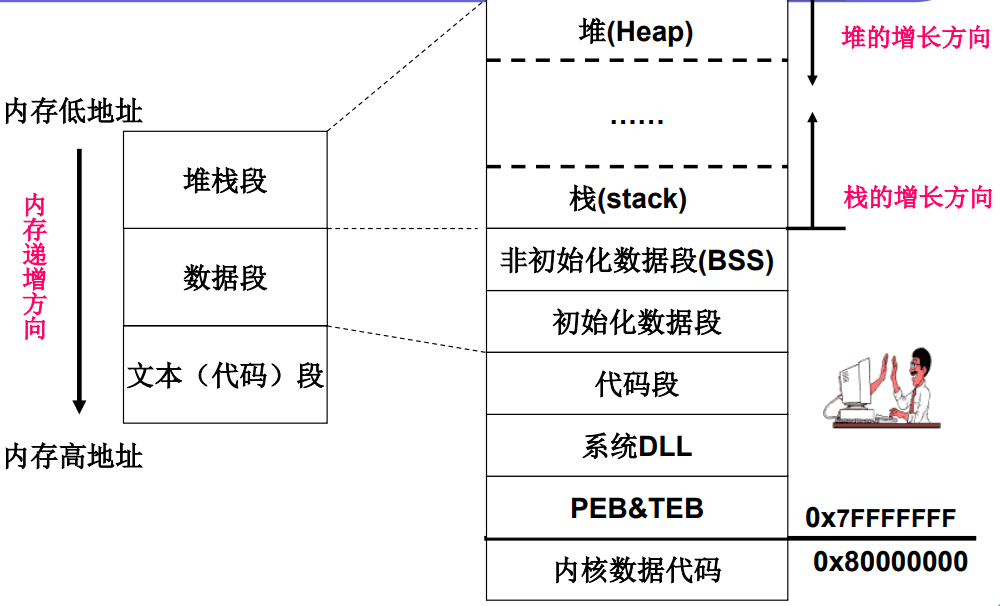 内存低地址
内存递增方向
内存高地址
堆栈段
数据段
文本（代码）段
堆(Heap)
……
栈(stack)
非初始化数据段(BSS)
初始化数据段
代码段
系统DLL
PEB&TEB
内核数据代码
堆的增长方向
栈的增长方向
0x7FFFFFFF
0x80000000